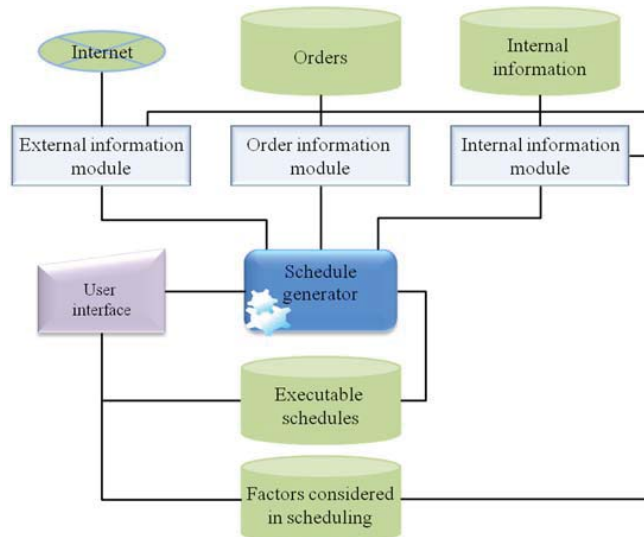 Internet
Orders
Internal
information
External information
module
Order information
module
Internal information
module
User
interface
Schedule
generator
Executable
schedules
Factors considered
in scheduling